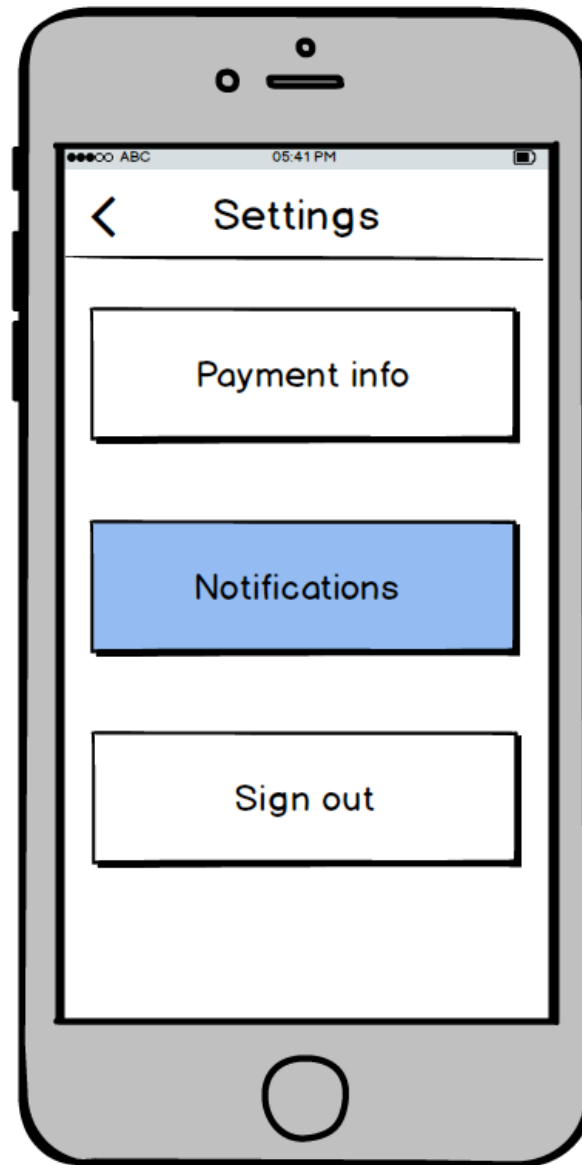 ABC 05:41 PM
Settings
Payment info
Notifications
Sign out